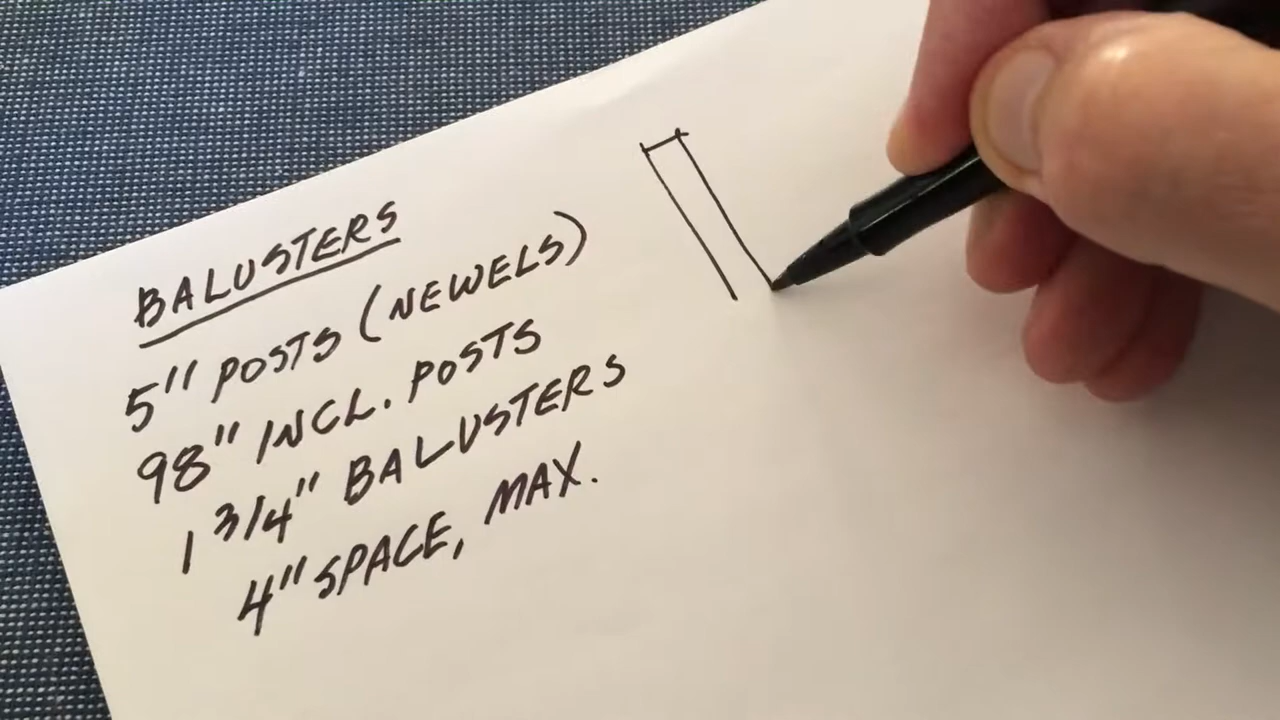 BALUSTERS
5" POSTS (NEWELS)
98" INCL. POSTS
1 3/4" BALUSTERS
4" SPACE, MAX.